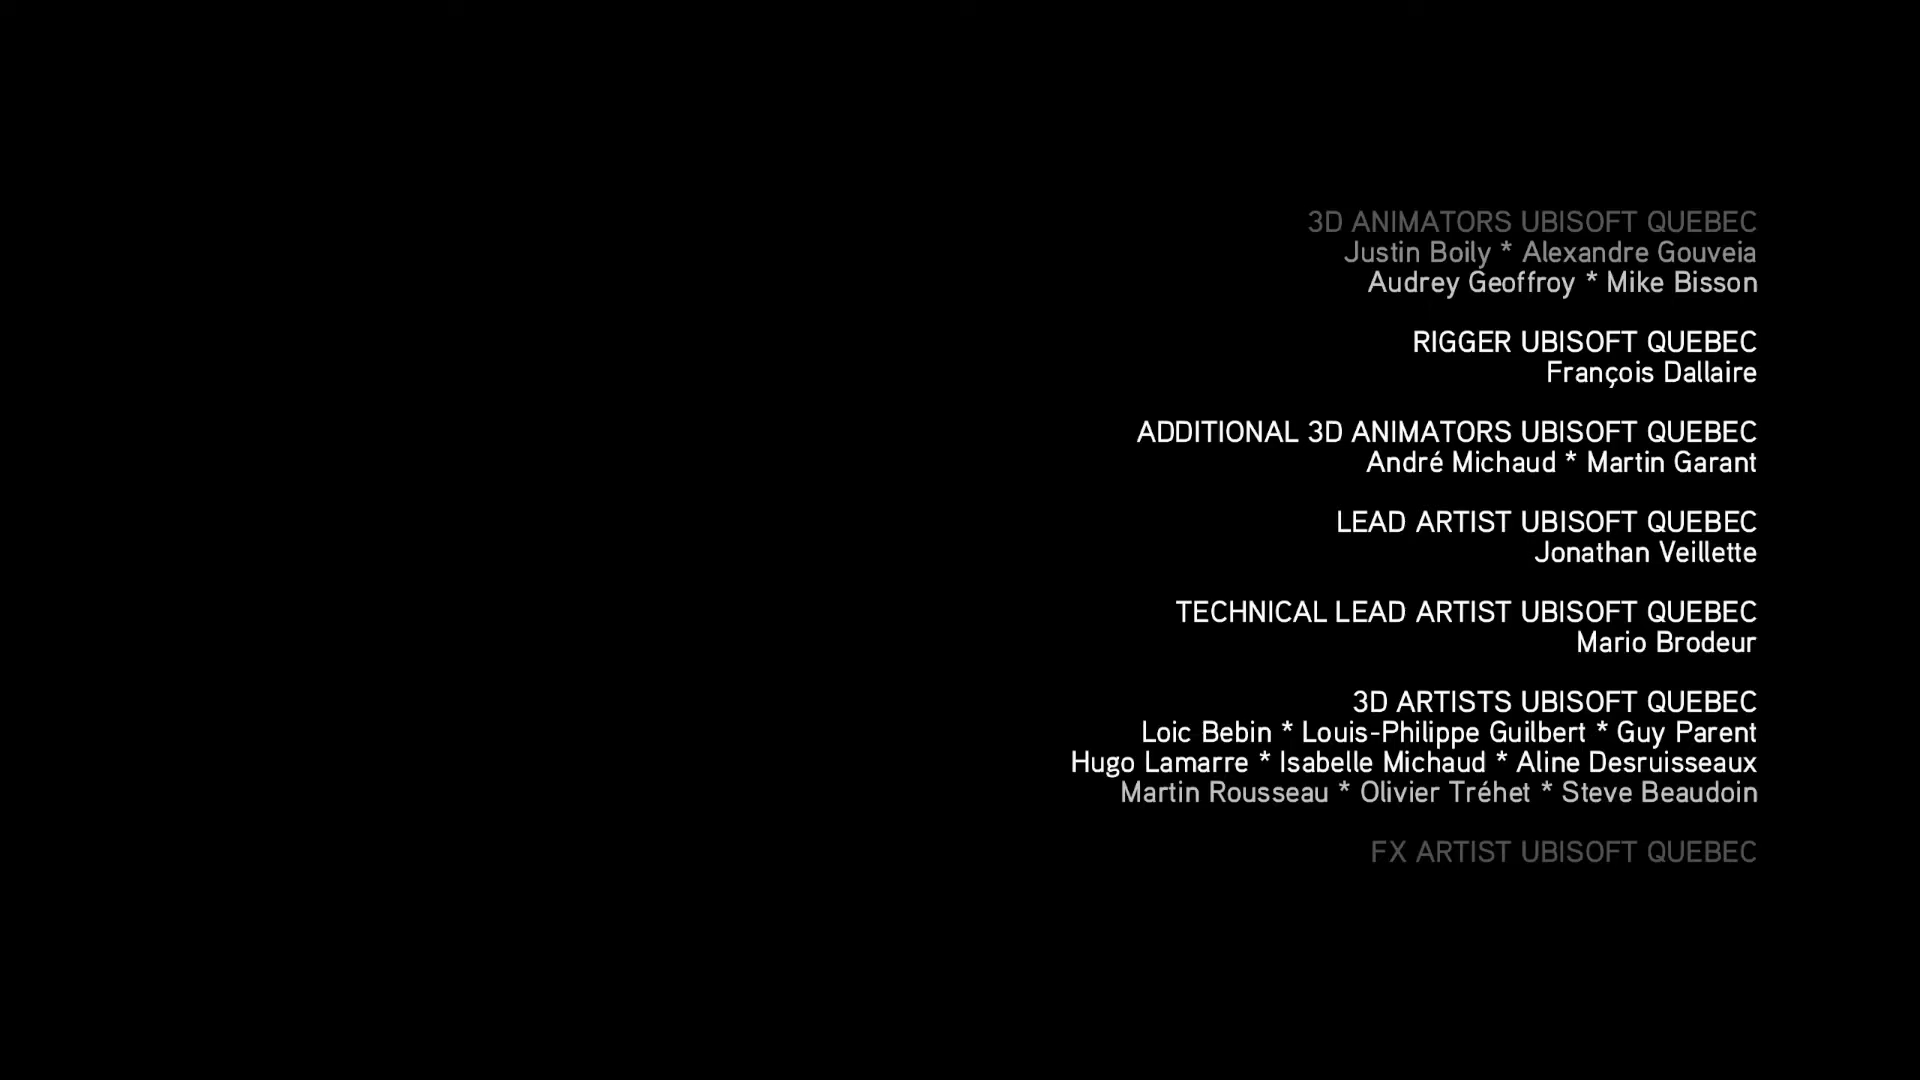 3D ANIMATORS UBISOFT QUEBEC
Justin Boily * Alexandre Gouveia
Audrey Geoffroy * Mike Bisson
RIGGER UBISOFT QUEBEC
François Dallaire
ADDITIONAL 3D ANIMATORS UBISOFT QUEBEC
André Michaud * Martin Garant
LEAD ARTIST UBISOFT QUEBEC
Jonathan Veillette
TECHNICAL LEAD ARTIST UBISOFT QUEBEC
Mario Brodeur
3D ARTISTS UBISOFT QUEBEC
Loic Bebin * Louis-Philippe Guilbert * Guy Parent
Hugo Lamarre * Isabelle Michaud * Aline Desruisseaux
Martin Rousseau * Olivier Tréhet * Steve Beaudoin
FX ARTIST UBISOFT QUEBEC